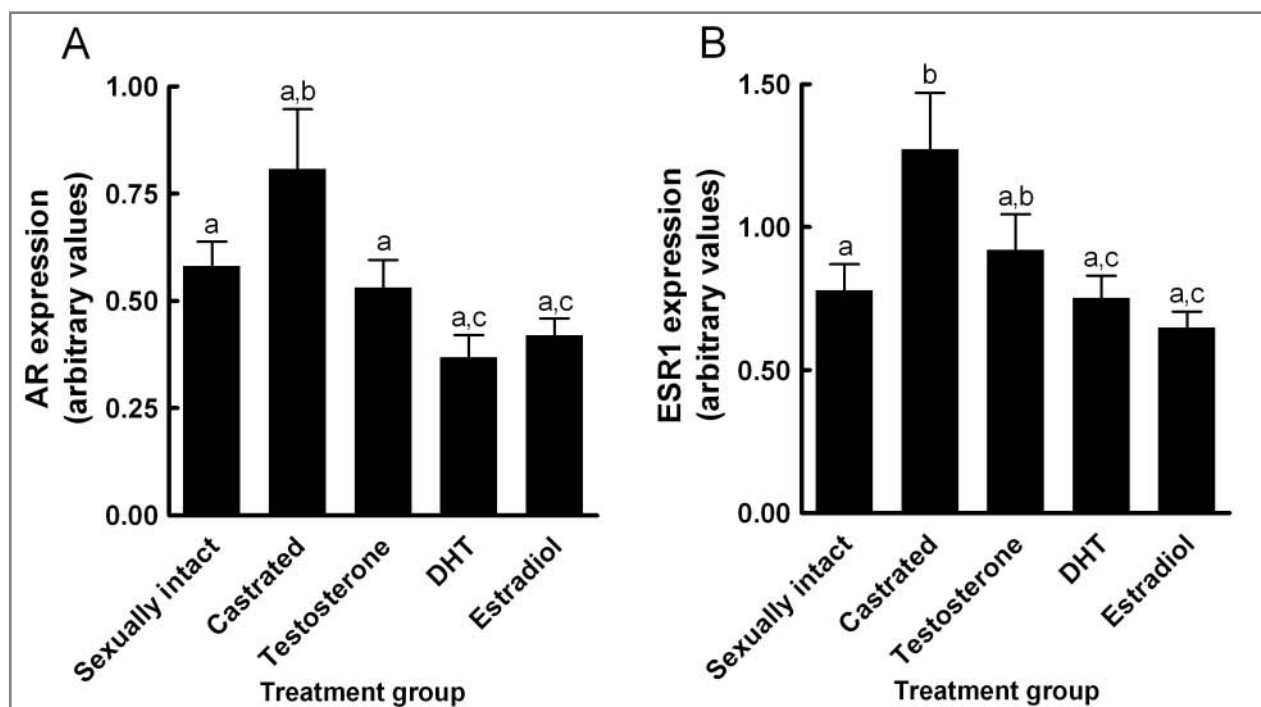 A
AR expression
(arbitrary values)
1.00
0.75
0.50
0.25
0.00
a
a,b
a
a,c
a,c
Sexually intact
Castrated
Testosterone
DHT
Estradiol
Treatment group
B
ESR1 expression
(arbitrary values)
1.50
1.00
0.50
0.00
a
b
a,b
a,c
a,c
Sexually intact
Castrated
Testosterone
DHT
Estradiol
Treatment group